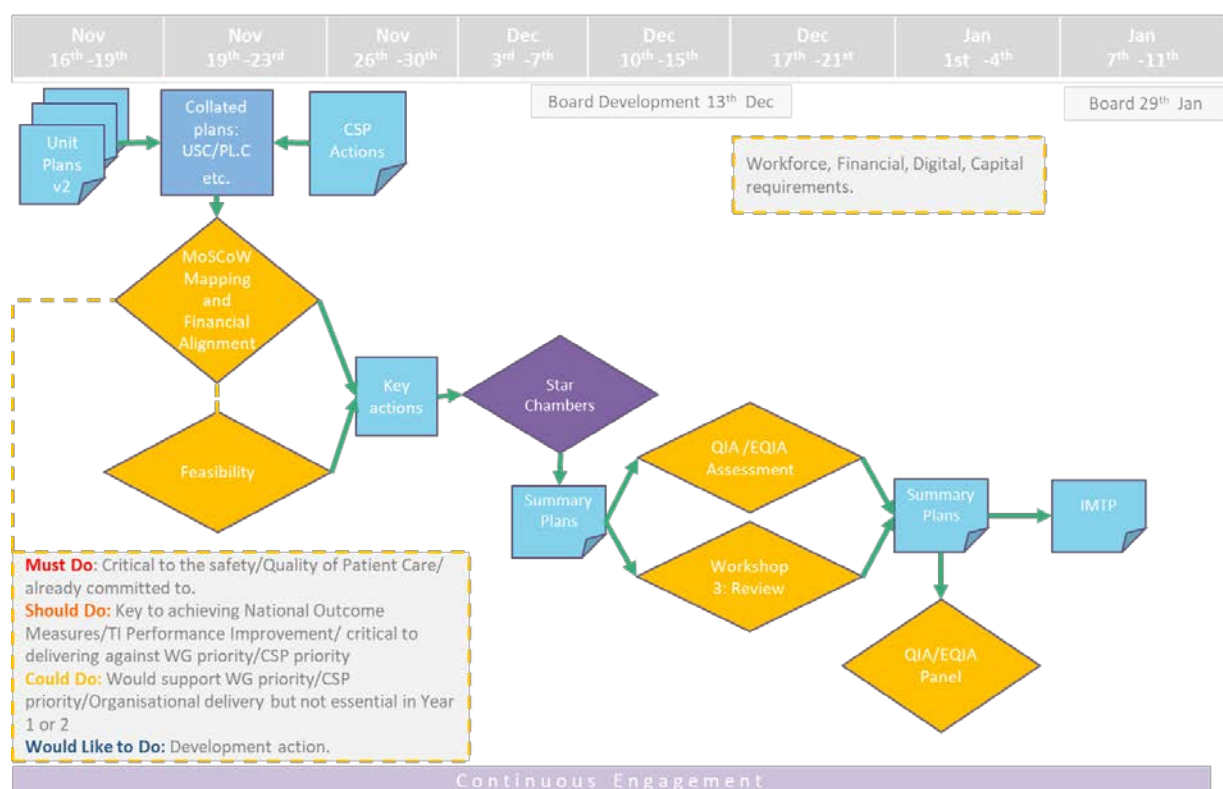 Nov
16th -19th
Nov
19th -23rd
Nov
26th -30th
Dec
3rd -7th
Dec
10th -15th
Dec
17th -21st
Jan
1st -4th
Jan
7th -11th
Board Development 13th Dec
Board 29th Jan
Unit
Plans
v2
Collated
plans:
USC/PL.C
etc.
CSP
Actions
Workforce, Financial, Digital, Capital
requirements.
MoSCoW
Mapping
and
Financial
Alignment
Feasibility
Key
actions
Star
Chambers
Summary
Plans
QIA /EQIA
Assessment
Workshop
3: Review
Summary
Plans
IMTP
QIA/EQIA
Panel
Must Do: Critical to the safety/Quality of Patient Care/
already committed to.
Should Do: Key to achieving National Outcome
Measures/TI Performance Improvement/ critical to
delivering against WG priority/CSP priority
Could Do: Would support WG priority/CSP
priority/Organisational delivery but not essential in Year
1 or 2
Would Like to Do: Development action.
Continuous Engagement